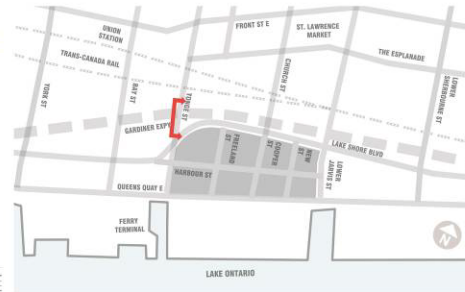 UNION
STATION
FRONT ST E
ST. LAWRENCE
MARKET
THE ESPLANADE
TRANS-CANADA RAIL
YORK ST
BAY ST
YONGE ST
CHURCH ST
LOWER
SHERBOURNE ST
GARDINER EXPY
FREELAND
ST
COOPER
ST
NEW
ST
LAKE SHORE BLVD
LOWER
JARVIS ST
HARBOUR ST
QUEENS QUAY E
FERRY
TERMINAL
N
LAKE ONTARIO